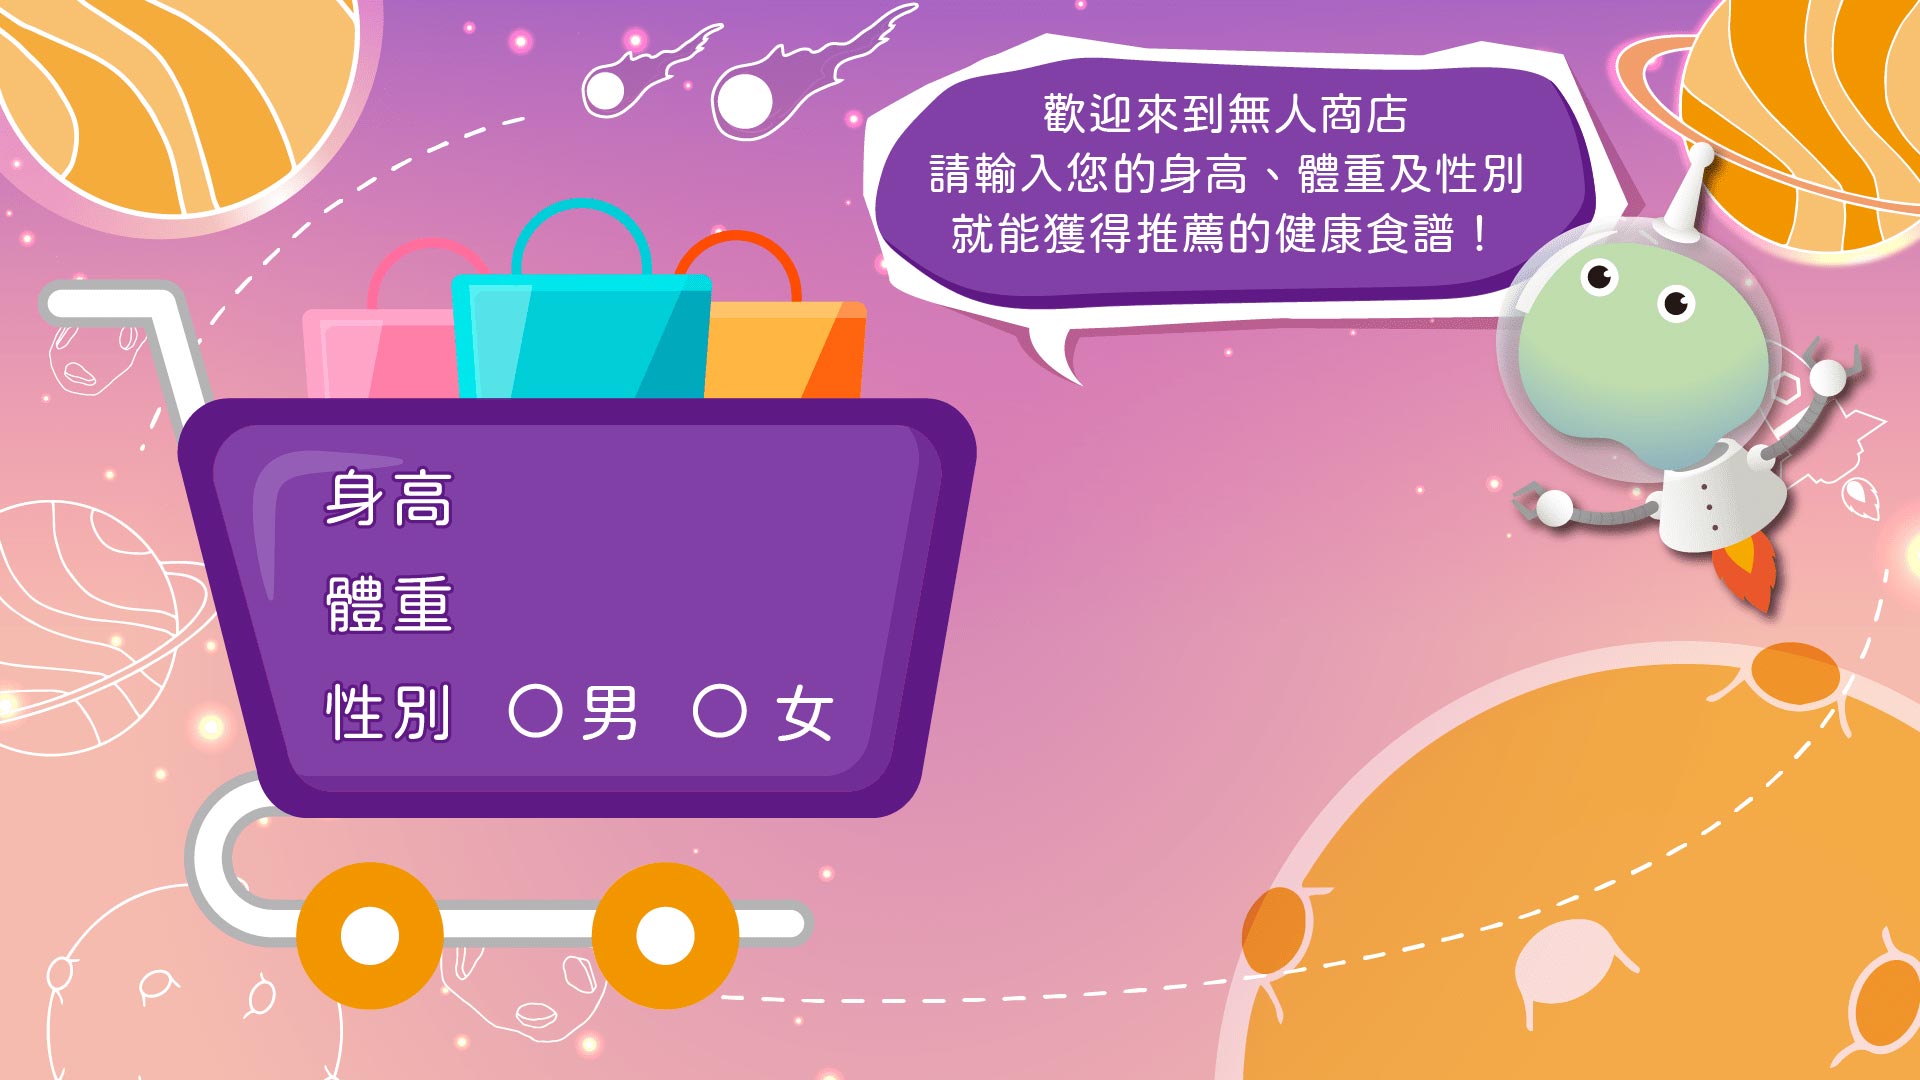 歡迎來到無人商店
請輸入您的身高、體重及性別
就能獲得推薦的健康食譜！
身高
體重
性別 ○男 ○女